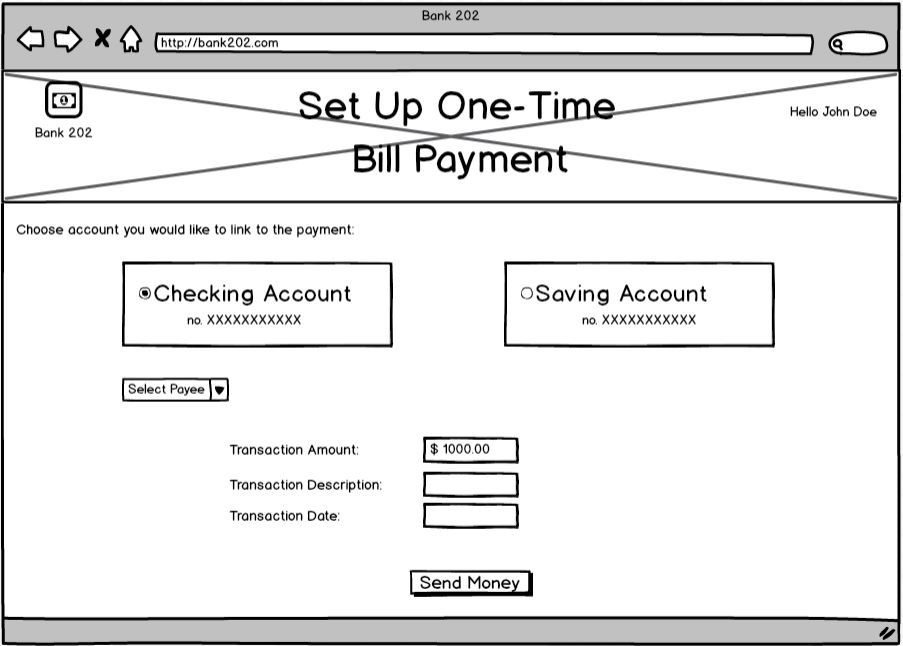 Bank 202
http://bank202.com
Set Up One-Time
Bill Payment
Bank 202
Hello John Doe
Choose account you would like to link to the payment:
Checking Account
no. XXXXXXXXXXX
Saving Account
no. XXXXXXXXXXX
Select Payee
Transaction Amount: $ 1000.00
Transaction Description:
Transaction Date:
Send Money